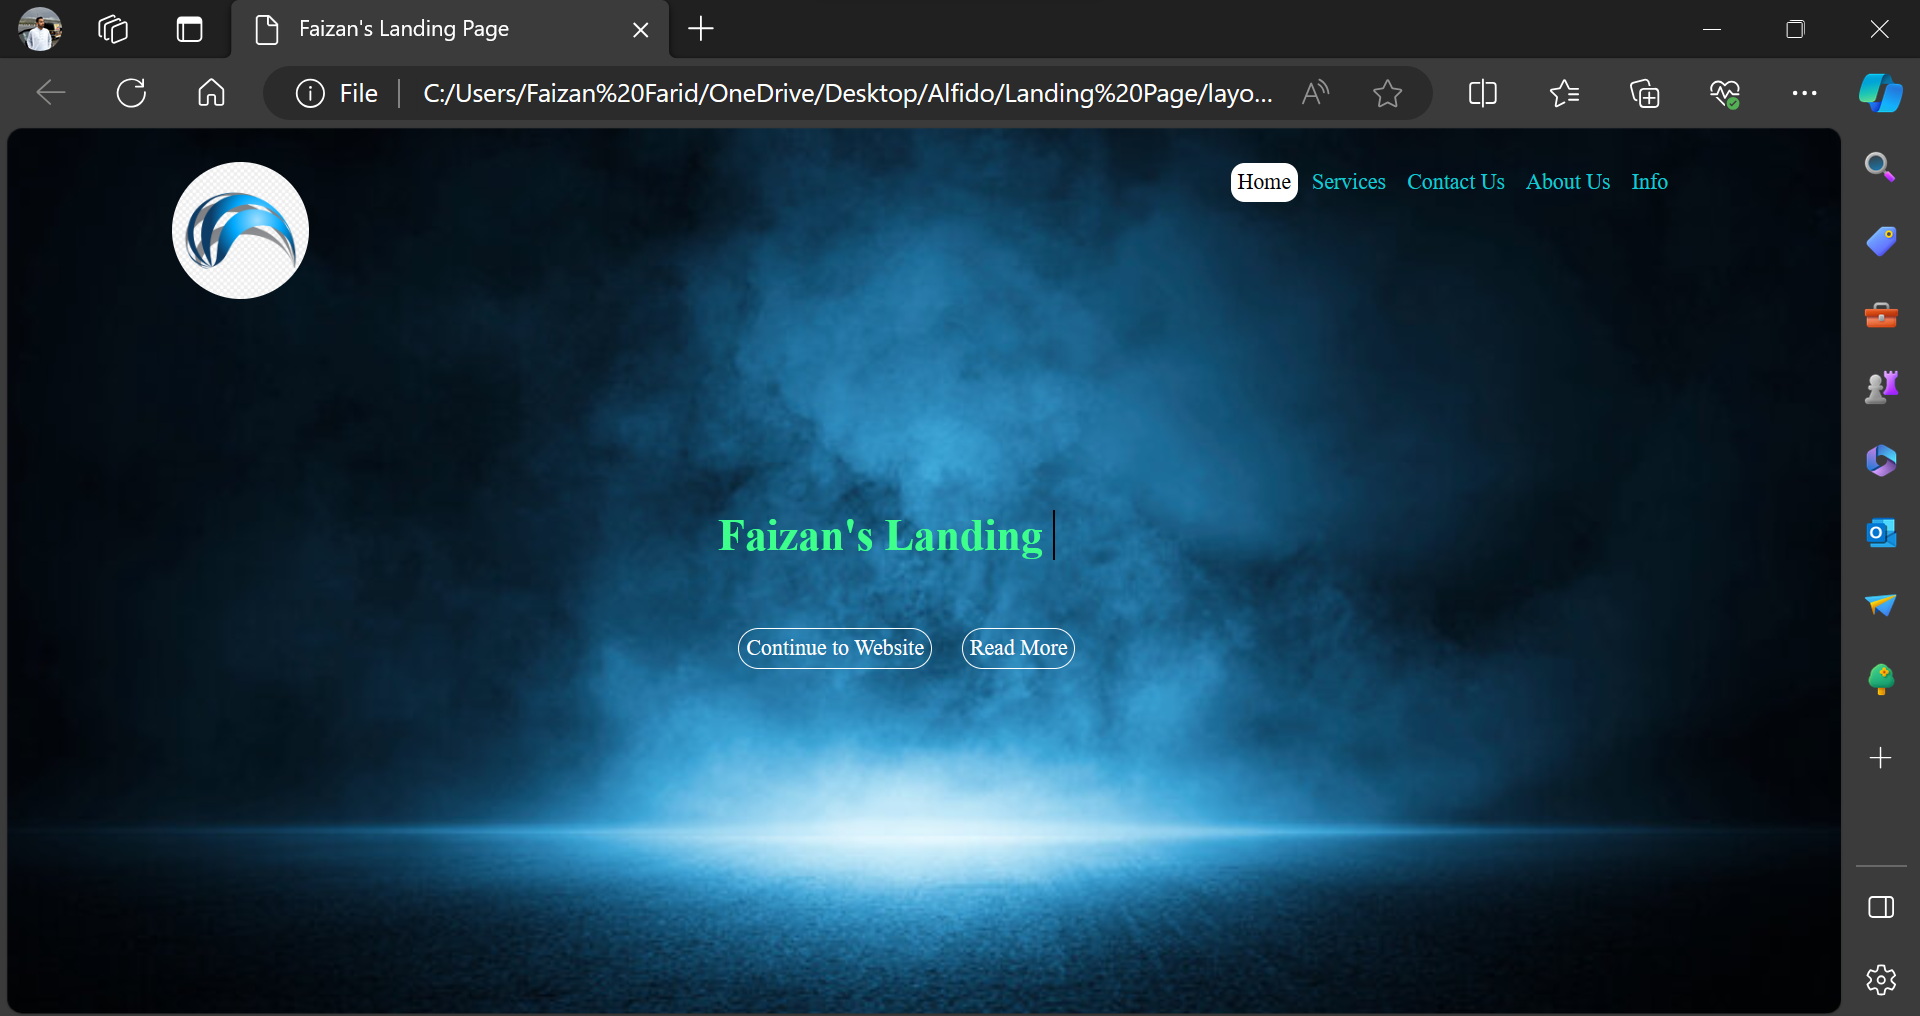 Faizan's Landing Page
File
C:/Users/Faizan%20Farid/OneDrive/Desktop/Alfido/Landing%20Page/layo...
Home Services Contact Us About Us Info
Faizan's Landing
Continue to Website Read More